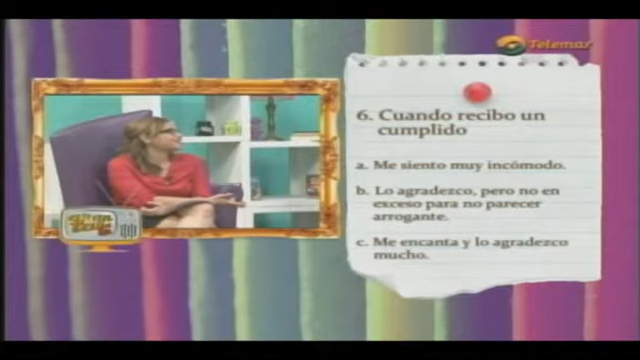 Telemax
6. Cuando recibo un
cumplido
a. Me siento muy incómodo.
b. Lo agradezco, pero no en
exceso para no parecer
arrogante.
c. Me encanta y lo agradezco
mucho.